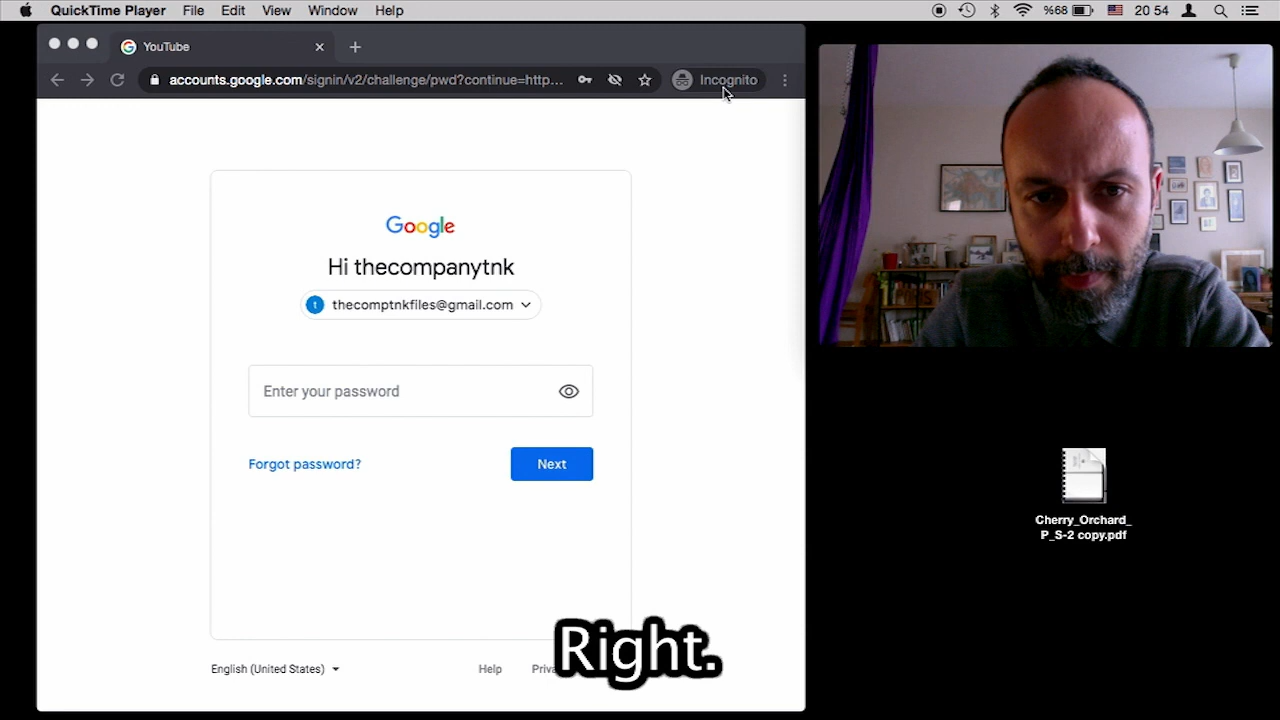 QuickTime Player File Edit View Window Help %68 20 54
YouTube
accounts.google.com/signin/v2/challenge/pwd?continue=http... Incognito
Google
Hi thecompanytnk
t thecomptnkfiles@gmail.com
Enter your password
Forgot password? Next
Cherry_Orchard_
P_S-2 copy.pdf
Right.
English (United States) Help